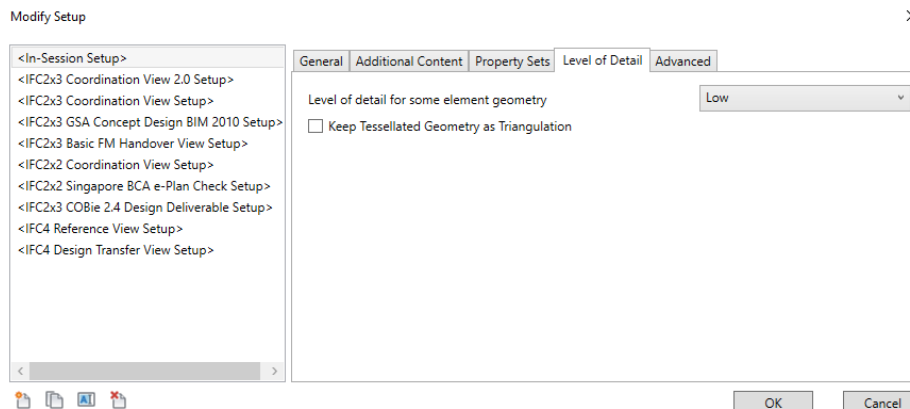 Modify Setup
<In-Session Setup>
<IFC2x3 Coordination View 2.0 Setup>
<IFC2x3 Coordination View Setup>
<IFC2x3 GSA Concept Design BIM 2010 Setup>
<IFC2x3 Basic FM Handover View Setup>
<IFC2x2 Coordination View Setup>
<IFC2x2 Singapore BCA e-Plan Check Setup>
<IFC2x3 COBie 2.4 Design Deliverable Setup>
<IFC4 Reference View Setup>
<IFC4 Design Transfer View Setup>
General Additional Content Property Sets Level of Detail Advanced
Level of detail for some element geometry Low
Keep Tessellated Geometry as Triangulation
OK Cancel